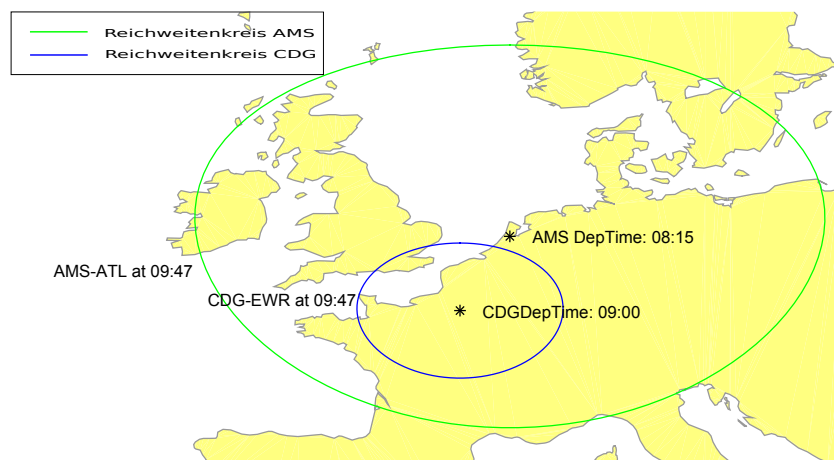 Reichweitenkreis AMS
Reichweitenkreis CDG
AMS DepTime: 08:15
AMS-ATL at 09:47
CDG-EWR at 09:47
CDGDepTime: 09:00